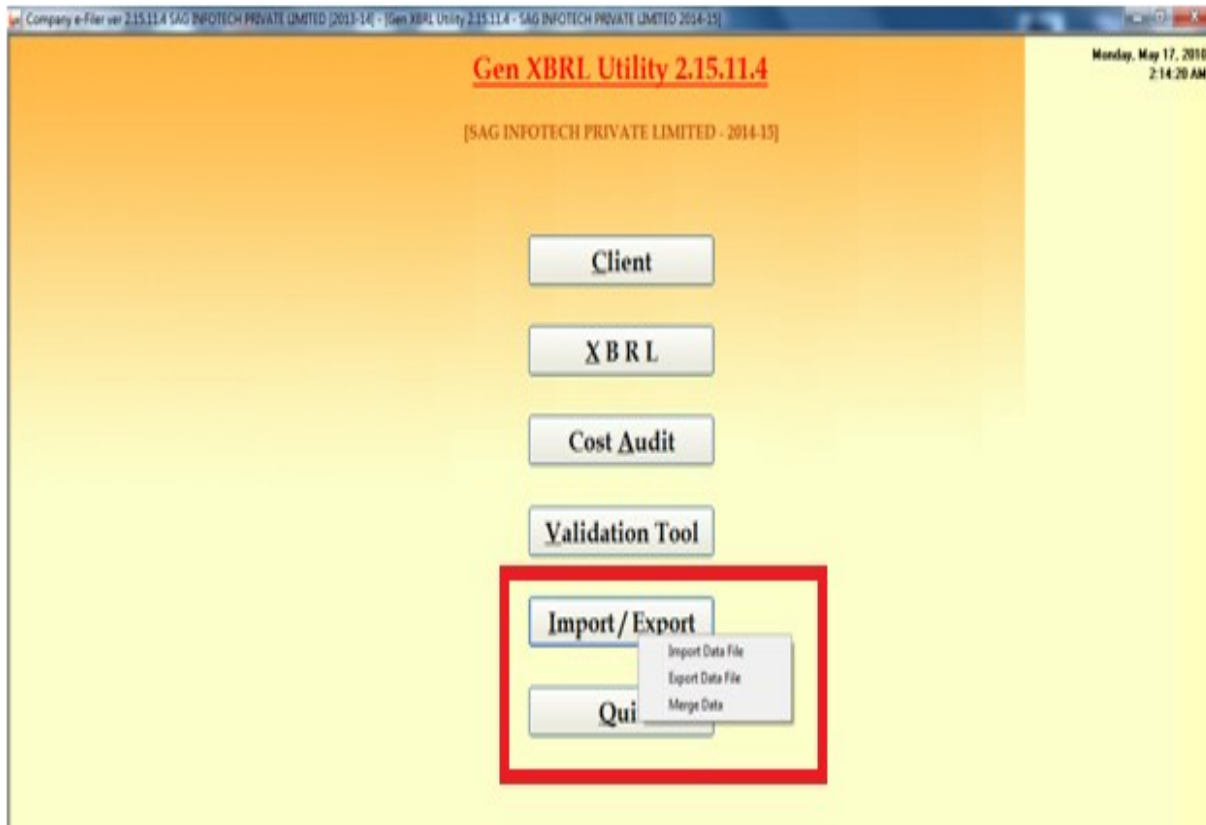 Company e-Filer ver 2.15.11.4 SAG INFOTECH PRIVATE LIMITED [2013-14] - [Gen XBRL Utility 2.15.11.4 - SAG INFOTECH PRIVATE LIMITED 2014-15]
Gen XBRL Utility 2.15.11.4
Monday, May 17, 2010
2:14:20 AM
[SAG INFOTECH PRIVATE LIMITED - 2014-15]
Client
X B R L
Cost Audit
Validation Tool
Import / Export
Import Data File
Export Data File
Merge Data
Qui